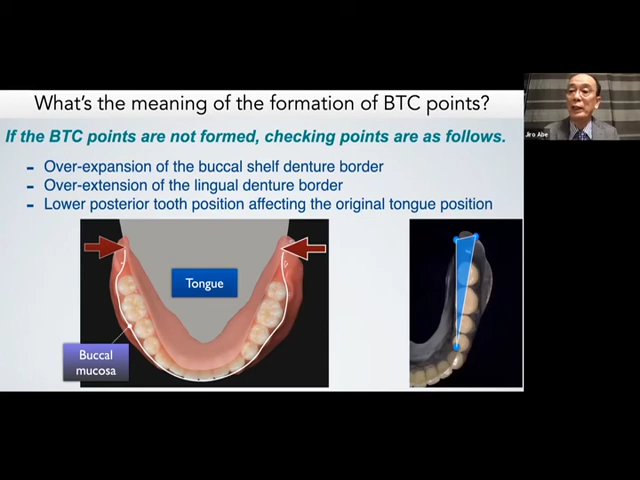 What's the meaning of the formation of BTC points?
If the BTC points are not formed, checking points are as follows.
- Over-expansion of the buccal shelf denture border
- Over-extension of the lingual denture border
- Lower posterior tooth position affecting the original tongue position
Tongue
Buccal
mucosa
Jiro Abe